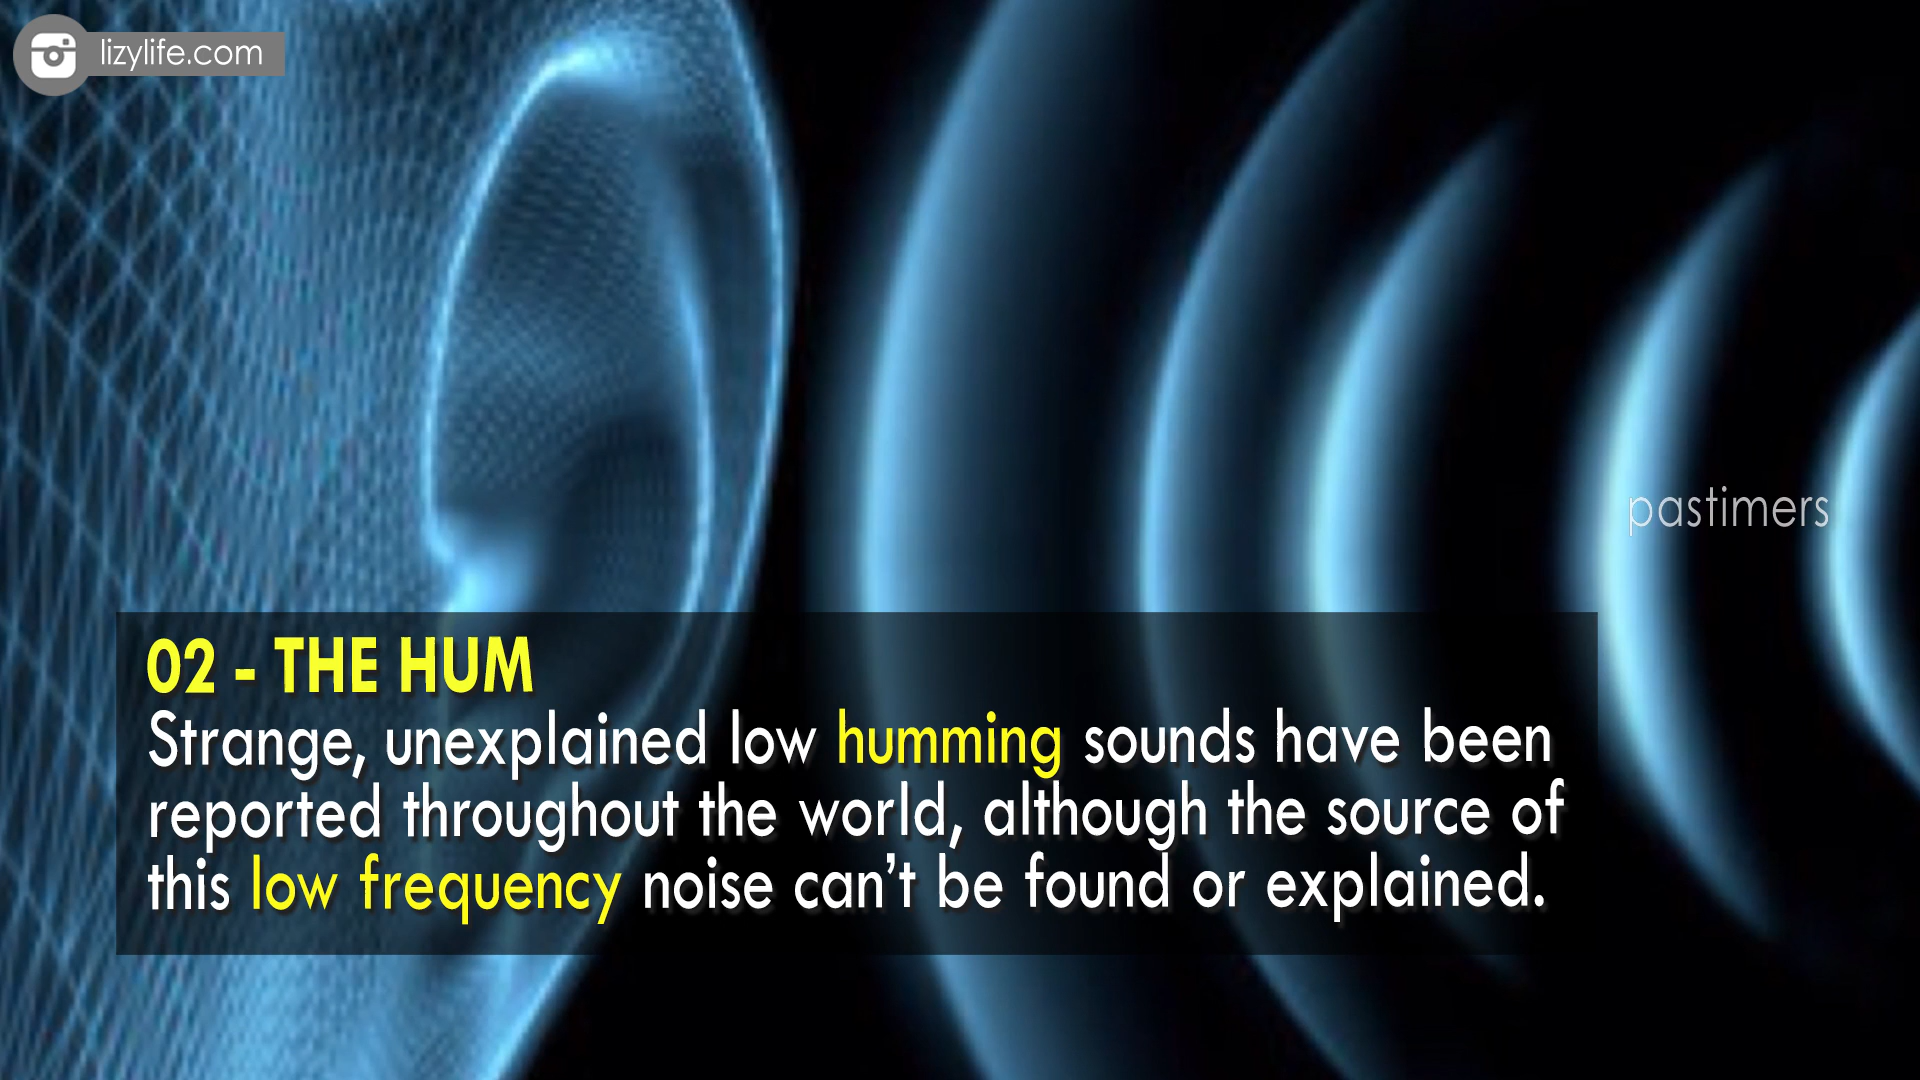 lizylife.com
pastimers
02 - THE HUM
Strange, unexplained low humming sounds have been
reported throughout the world, although the source of
this low frequency noise can't be found or explained.